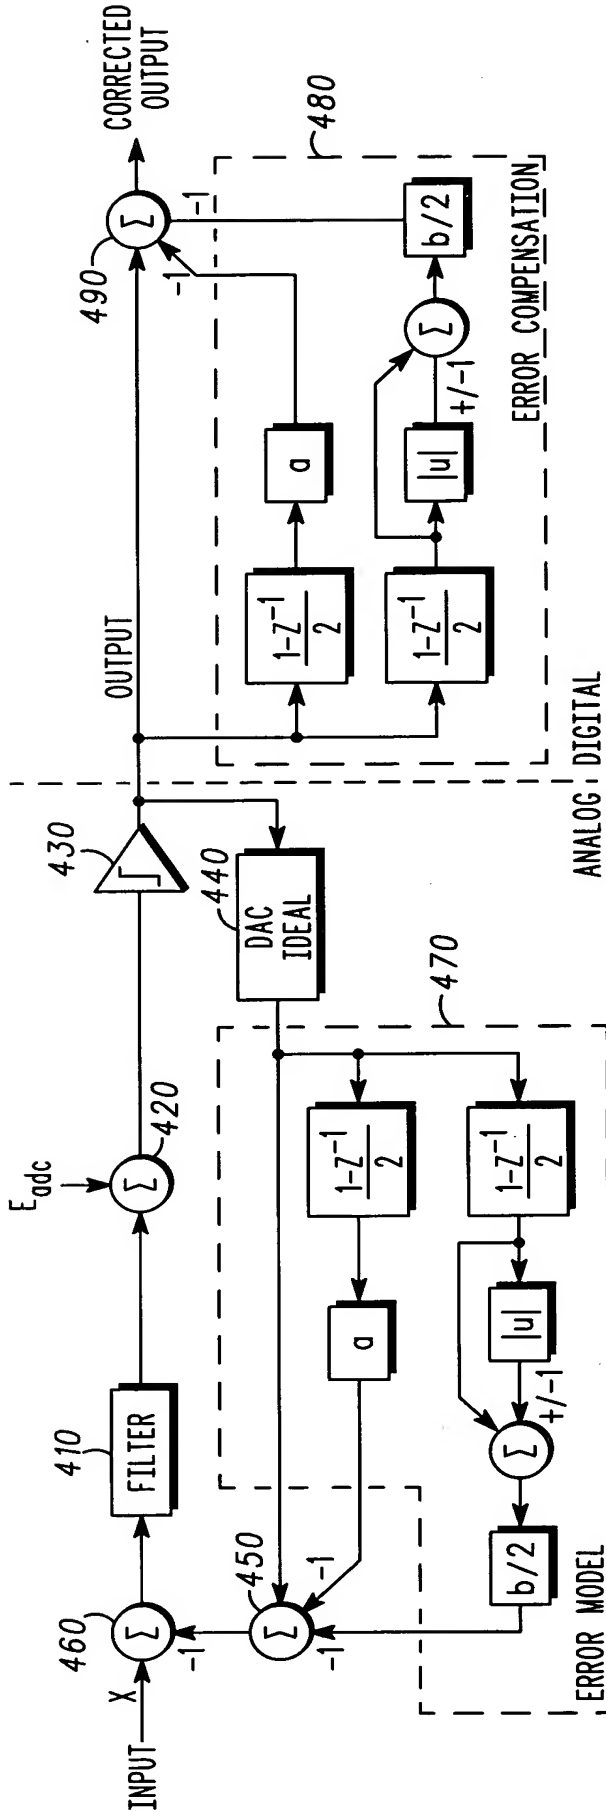 INPUT
X
460
Σ
-1
410
FILTER
E adc
420
Σ
430
OUTPUT
490
Σ
CORRECTED
OUTPUT
-1
-1
450
Σ
-1
-1
440
DAC
IDEAL
470
1-Z⁻¹
2
a
1-Z⁻¹
2
|u|
+/-1
Σ
b/2
ERROR MODEL
ANALOG
DIGITAL
480
1-Z⁻¹
2
a
1-Z⁻¹
2
|u|
+/-1
Σ
b/2
ERROR COMPENSATION